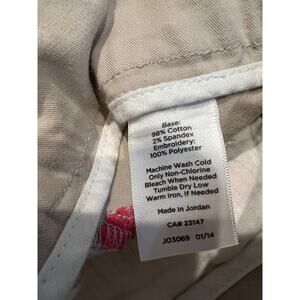 Base:
98% Cotton
2% Spandex
Embroidery:
100% Polyester
Machine Wash Cold
Only Non-Chlorine
Bleach When Needed
Tumble Dry Low
Warm Iron, If Needed
Made in Jordan
CA# 23147
JO3069 01/14